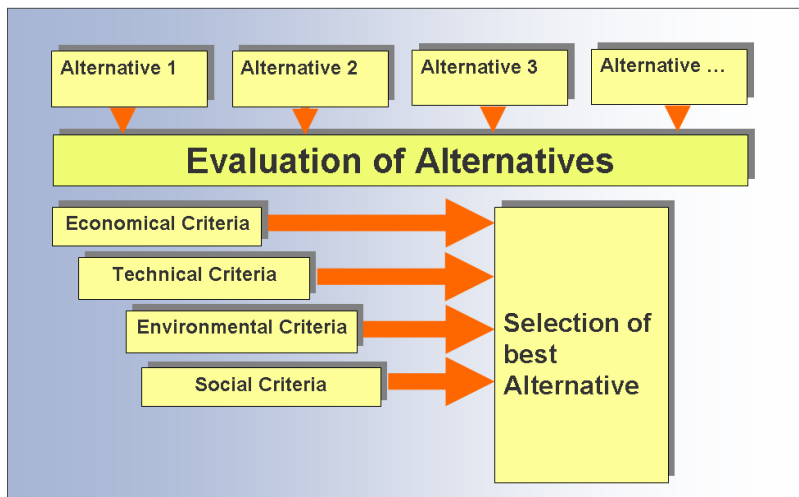 Alternative 1
Alternative 2
Alternative 3
Alternative ...
Evaluation of Alternatives
Economical Criteria
Technical Criteria
Environmental Criteria
Social Criteria
Selection of
best
Alternative